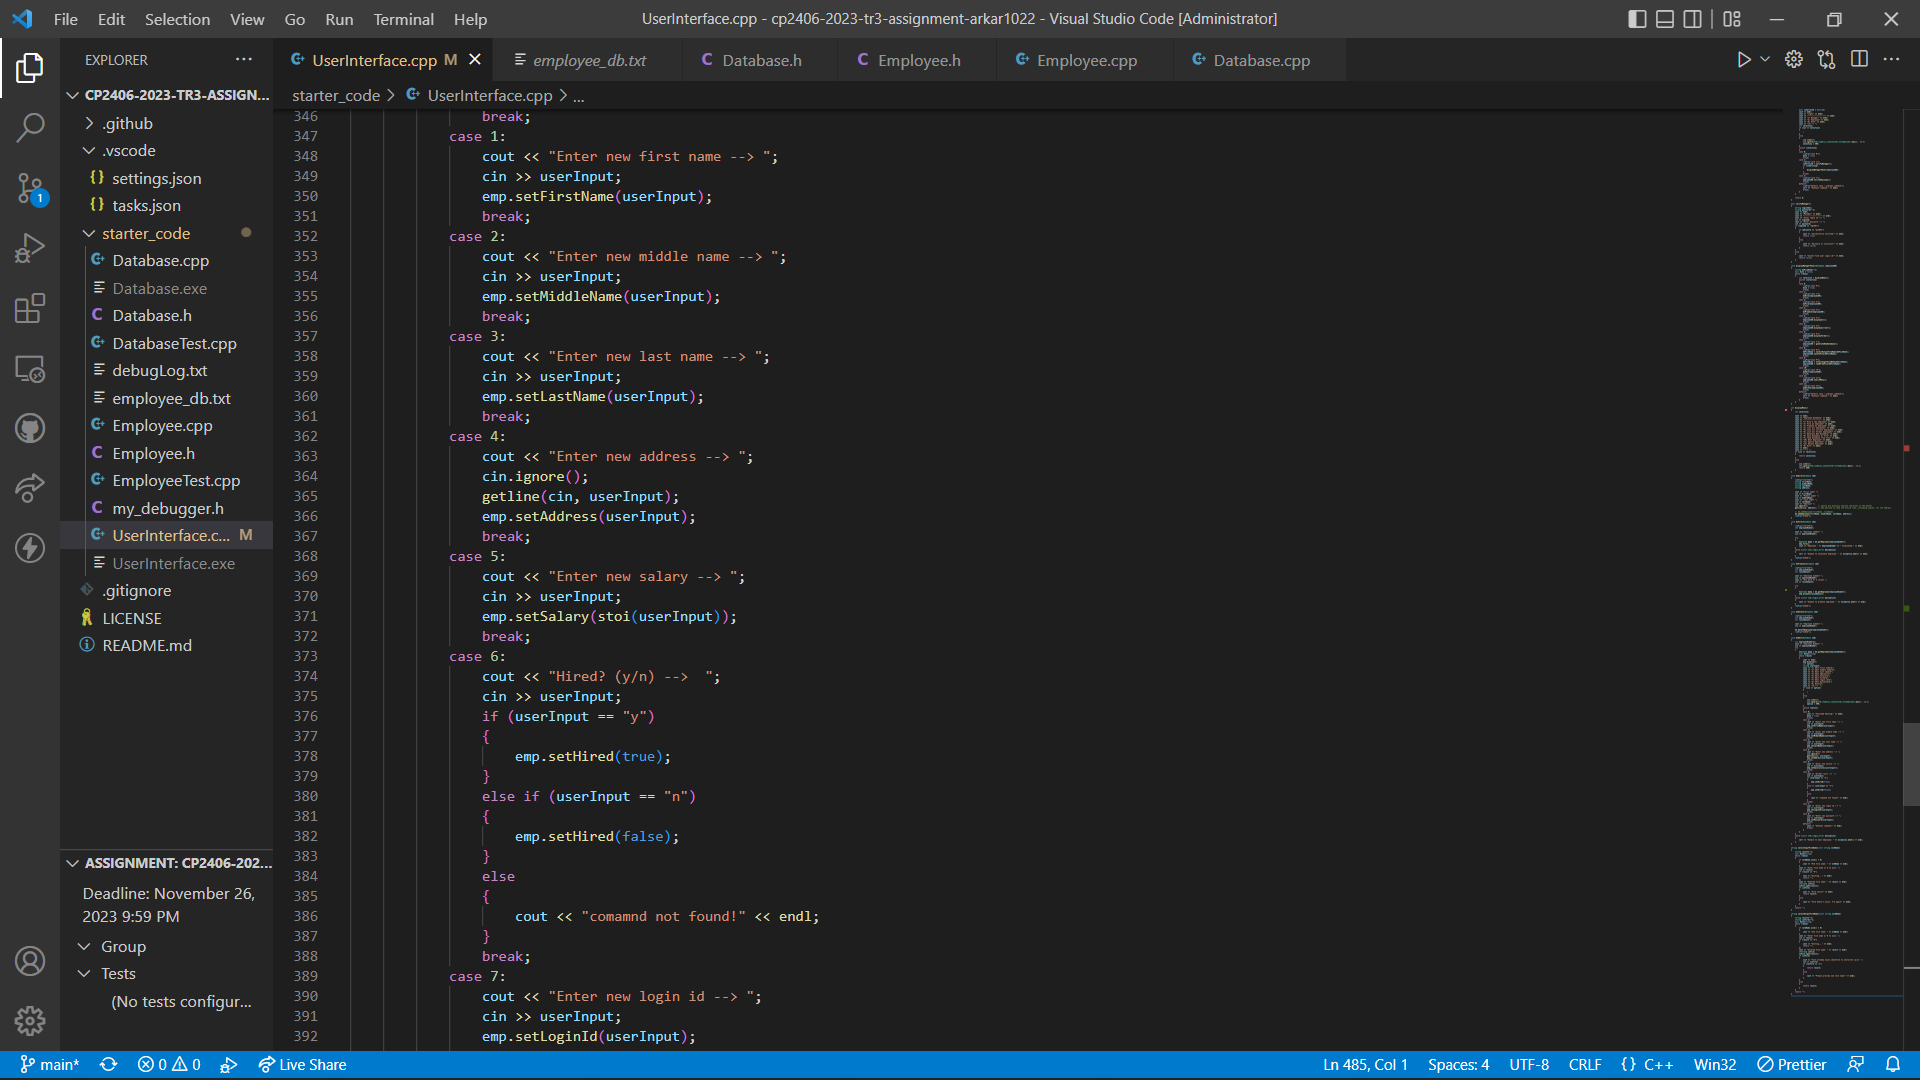 File Edit Selection View Go Run Terminal Help
UserInterface.cpp - cp2406-2023-tr3-assignment-arkar1022 - Visual Studio Code [Administrator]
EXPLORER
UserInterface.cpp M
employee_db.txt
Database.h
Employee.h
Employee.cpp
Database.cpp
starter_code > UserInterface.cpp > ...
CP2406-2023-TR3-ASSIGN...
.github
.vscode
settings.json
tasks.json
starter_code
Database.cpp
Database.exe
Database.h
DatabaseTest.cpp
debugLog.txt
employee_db.txt
Employee.cpp
Employee.h
EmployeeTest.cpp
my_debugger.h
UserInterface.c... M
UserInterface.exe
.gitignore
LICENSE
README.md
ASSIGNMENT: CP2406-202...
Deadline: November 26,
2023 9:59 PM
Group
Tests
(No tests configur...
1
346 break;
347 case 1:
348 cout << "Enter new first name --> ";
349 cin >> userInput;
350 emp.setFirstName(userInput);
351 break;
352 case 2:
353 cout << "Enter new middle name --> ";
354 cin >> userInput;
355 emp.setMiddleName(userInput);
356 break;
357 case 3:
358 cout << "Enter new last name --> ";
359 cin >> userInput;
360 emp.setLastName(userInput);
361 break;
362 case 4:
363 cout << "Enter new address --> ";
364 cin.ignore();
365 getline(cin, userInput);
366 emp.setAddress(userInput);
367 break;
368 case 5:
369 cout << "Enter new salary --> ";
370 cin >> userInput;
371 emp.setSalary(stoi(userInput));
372 break;
373 case 6:
374 cout << "Hired? (y/n) -->  ";
375 cin >> userInput;
376 if (userInput == "y")
377 {
378 emp.setHired(true);
379 }
380 else if (userInput == "n")
381 {
382 emp.setHired(false);
383 }
384 else
385 {
386 cout << "comamnd not found!" << endl;
387 }
388 break;
389 case 7:
390 cout << "Enter new login id --> ";
391 cin >> userInput;
392 emp.setLoginId(userInput);
main* 0 0 Live Share
Ln 485, Col 1 Spaces: 4 UTF-8 CRLF {} C++ Win32 Prettier